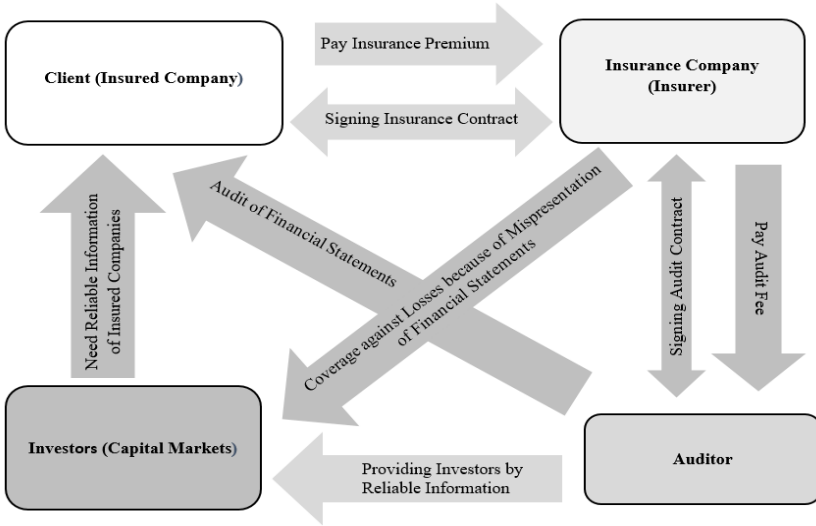 Client (Insured Company)
Pay Insurance Premium
Insurance Company
(Insurer)
Signing Insurance Contract
Audit of Financial Statements
Coverage against Losses because of Mispresentation
of Financial Statements
Need Reliable Information
of Insured Companies
Signing Audit Contract
Pay Audit Fee
Investors (Capital Markets)
Providing Investors by
Reliable Information
Auditor